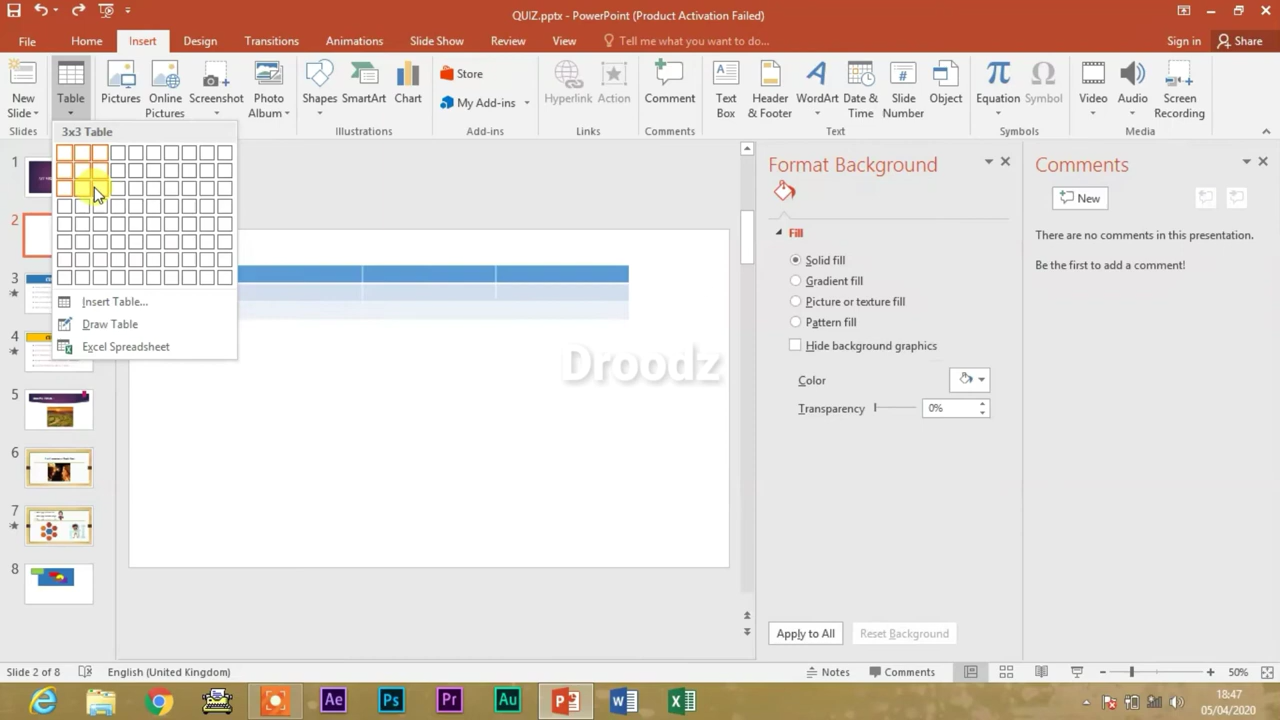 QUIZ.pptx - PowerPoint (Product Activation Failed)
File Home Insert Design Transitions Animations Slide Show Review View Tell me what you want to do... Sign in Share
New Slide
Table
Pictures
Online Pictures
Screenshot
Photo Album
Shapes
SmartArt
Chart
Store
My Add-ins
Hyperlink
Action
Comment
Text Box
Header & Footer
WordArt
Date & Time
Slide Number
Object
Equation
Symbol
Video
Audio
Screen Recording
Slides Illustrations Add-ins Links Comments Text Symbols Media
3x3 Table
Insert Table...
Draw Table
Excel Spreadsheet
1
2
3
4
5
6
7
8
Droodz
Format Background
Fill
Solid fill
Gradient fill
Picture or texture fill
Pattern fill
Hide background graphics
Color
Transparency 0%
Apply to All Reset Background
Comments
New
There are no comments in this presentation.
Be the first to add a comment!
Slide 2 of 8 English (United Kingdom) Notes Comments 50%
Ae Ps Pr Au
18:47
05/04/2020